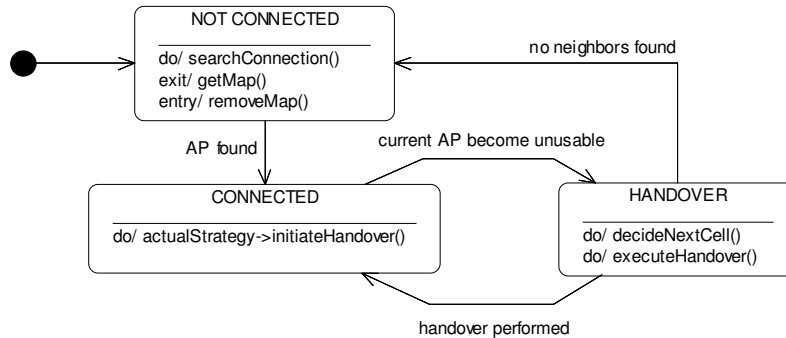 NOT CONNECTED
do/ searchConnection()
exit/ getMap()
entry/ removeMap()
no neighbors found
AP found
current AP become unusable
CONNECTED
do/ actualStrategy->initiateHandover()
HANDOVER
do/ decideNextCell()
do/ executeHandover()
handover performed